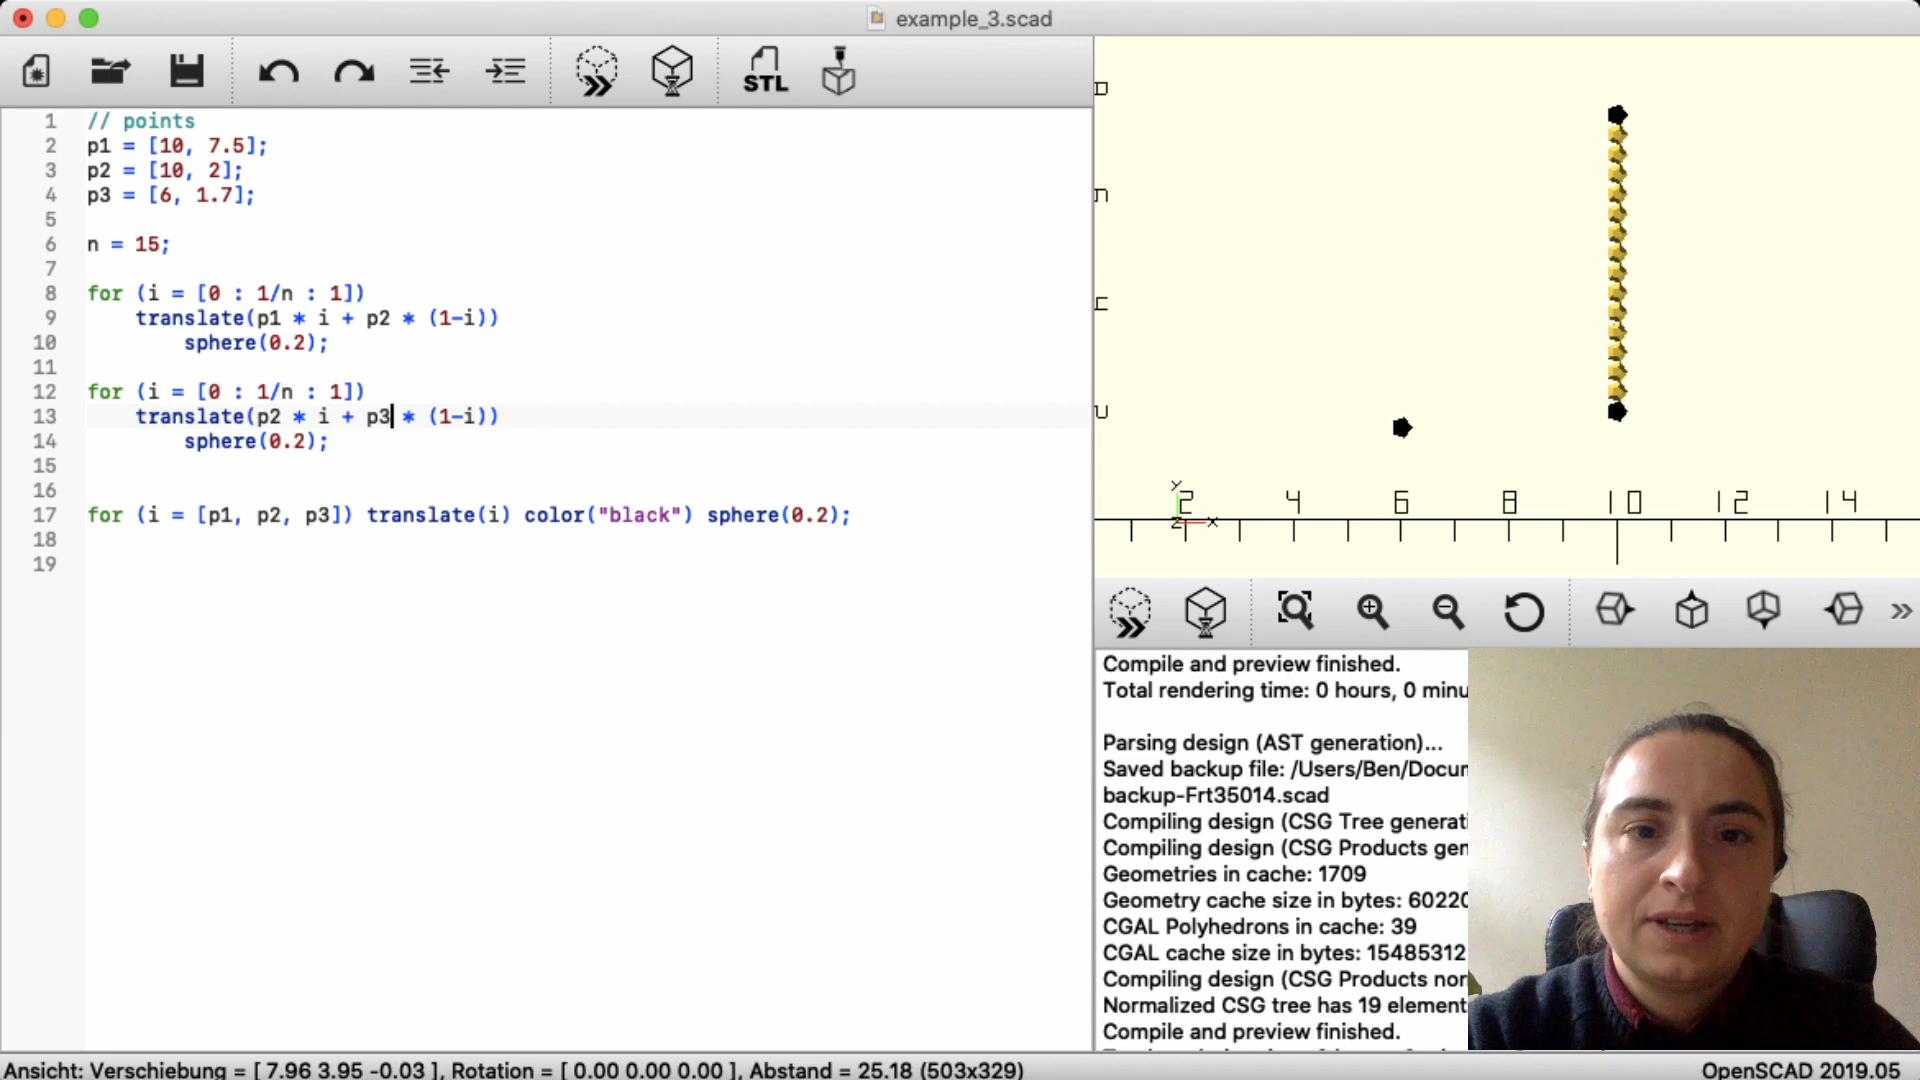 example_3.scad
STL
1 // points
2 p1 = [10, 7.5];
3 p2 = [10, 2];
4 p3 = [6, 1.7];
5
6 n = 15;
7
8 for (i = [0 : 1/n : 1])
9 translate(p1 * i + p2 * (1-i))
10 sphere(0.2);
11
12 for (i = [0 : 1/n : 1])
13 translate(p2 * i + p3 * (1-i))
14 sphere(0.2);
15
16
17 for (i = [p1, p2, p3]) translate(i) color("black") sphere(0.2);
18
19
2 4 6 8 10 12 14
Compile and preview finished.
Total rendering time: 0 hours, 0 minu
Parsing design (AST generation)...
Saved backup file: /Users/Ben/Docum
backup-Frt35014.scad
Compiling design (CSG Tree generati
Compiling design (CSG Products gen
Geometries in cache: 1709
Geometry cache size in bytes: 60220
CGAL Polyhedrons in cache: 39
CGAL cache size in bytes: 15485312
Compiling design (CSG Products nor
Normalized CSG tree has 19 element
Compile and preview finished.
Ansicht: Verschiebung = [ 7.96 3.95 -0.03 ], Rotation = [ 0.00 0.00 0.00 ], Abstand = 25.18 (503x329)
OpenSCAD 2019.05